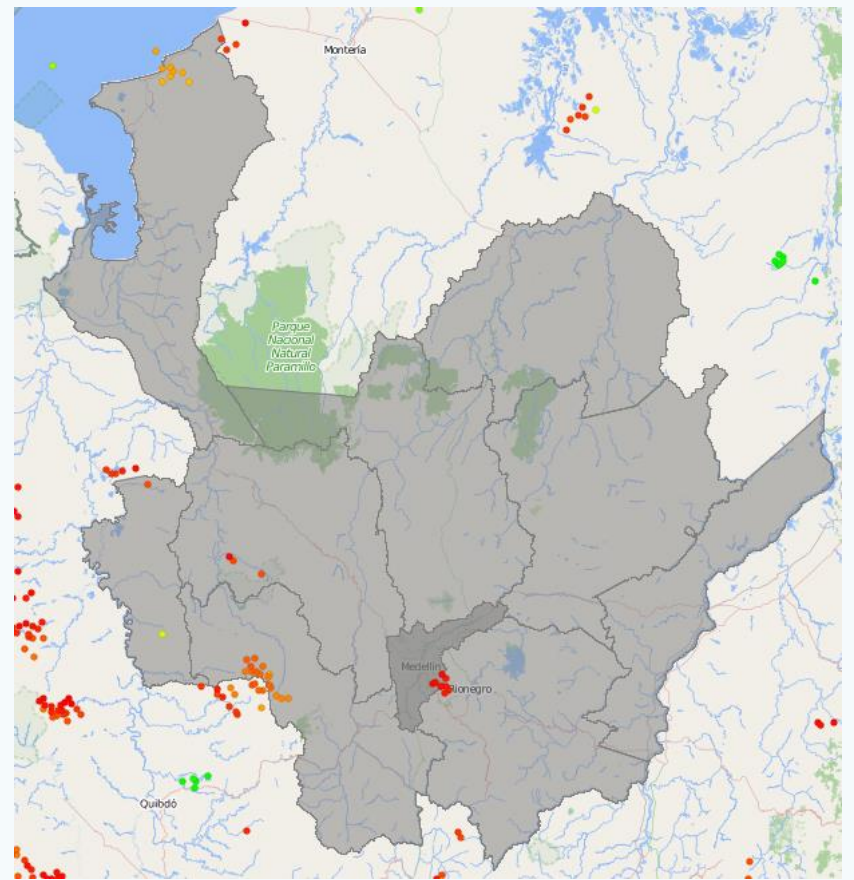 Montería
Parque
Nacional
Natural
Paramillo
Medellín
Rionegro
Quibdó